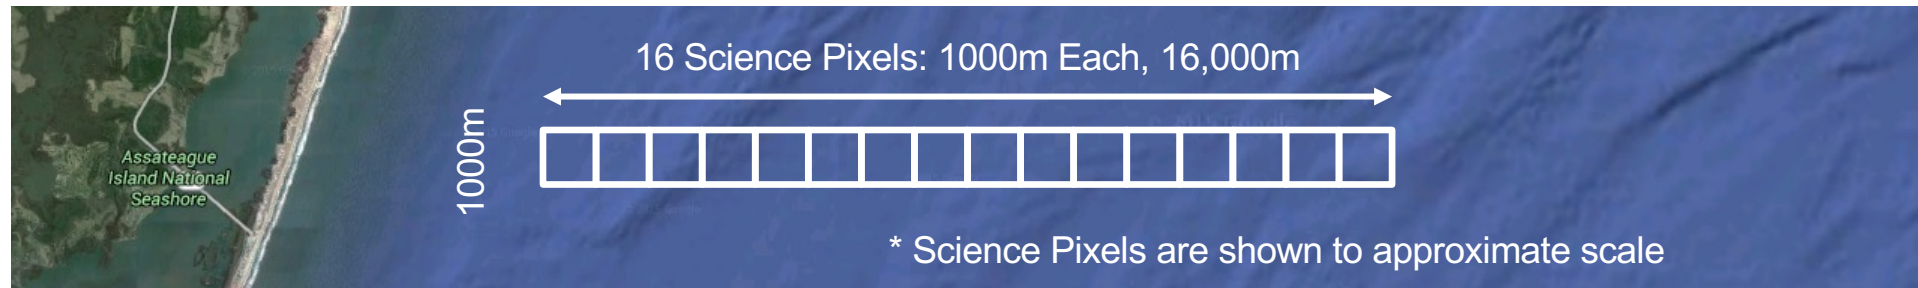 16 Science Pixels: 1000m Each, 16,000m
1000m
Assateague
Island National
Seashore
* Science Pixels are shown to approximate scale